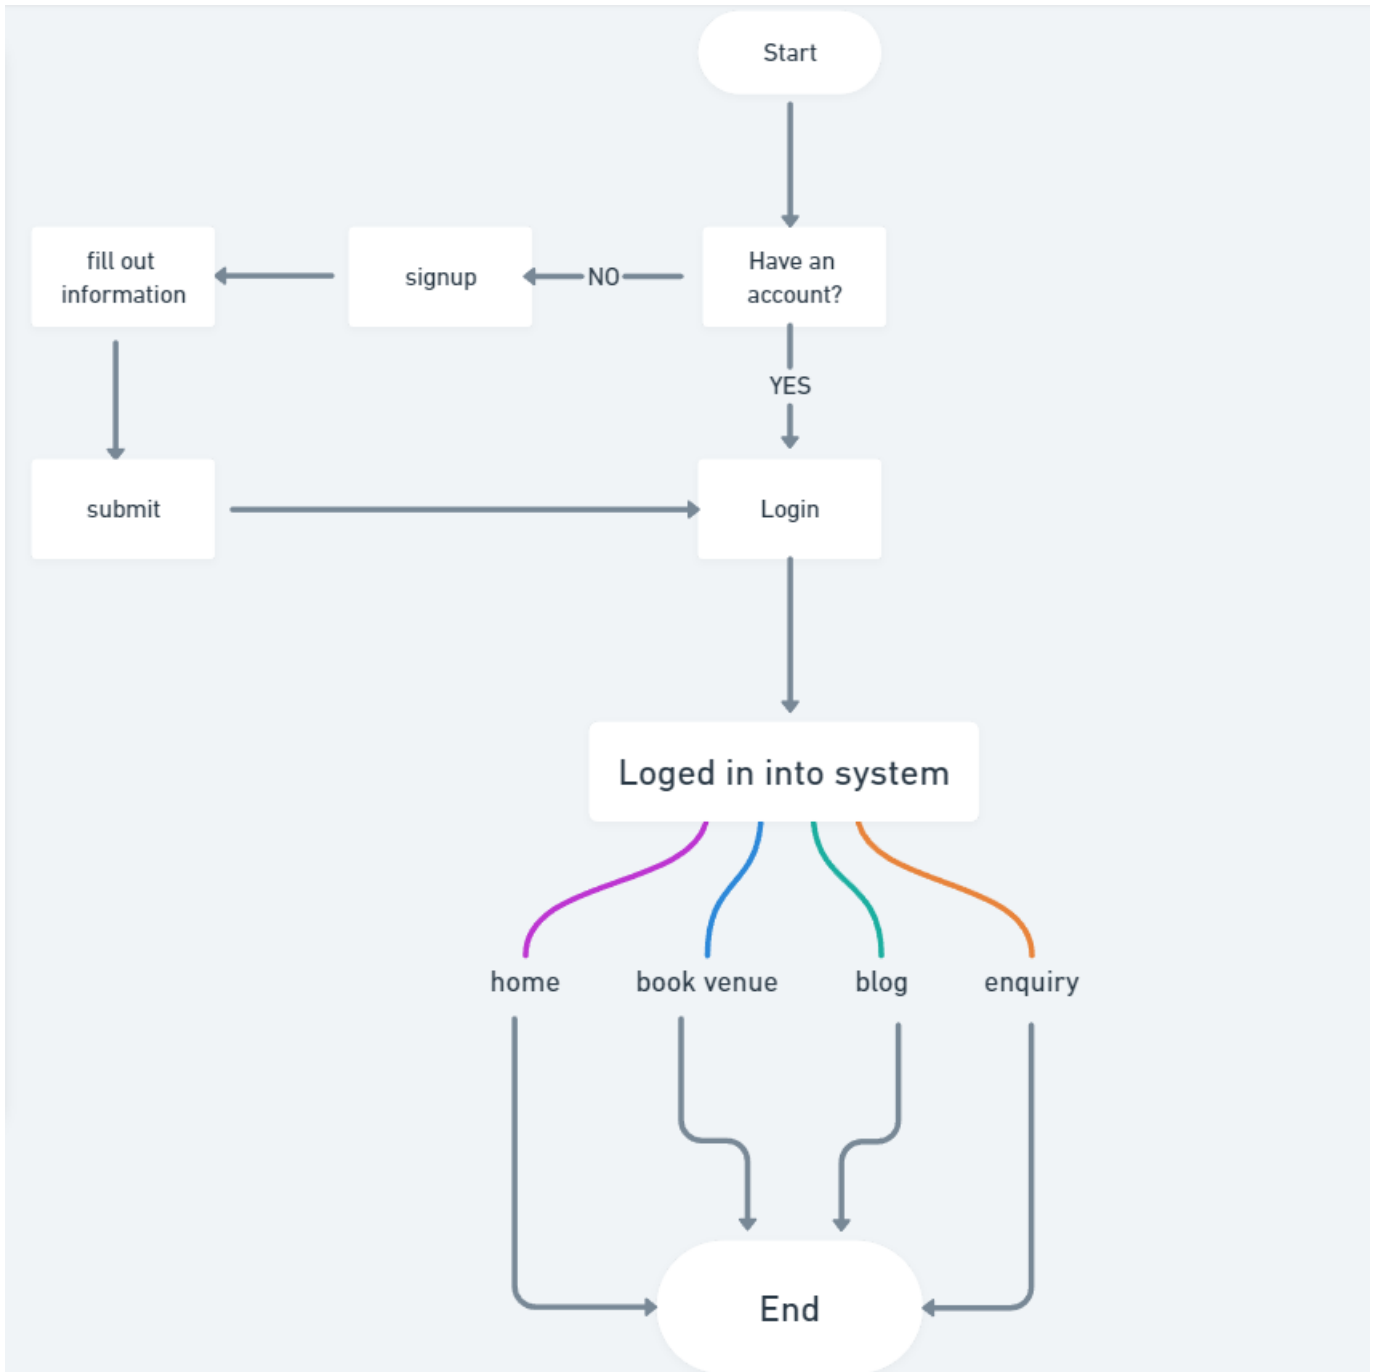 Start
Have an
account?
NO
signup
fill out
information
YES
submit
Login
Loged in into system
home
book venue
blog
enquiry
End